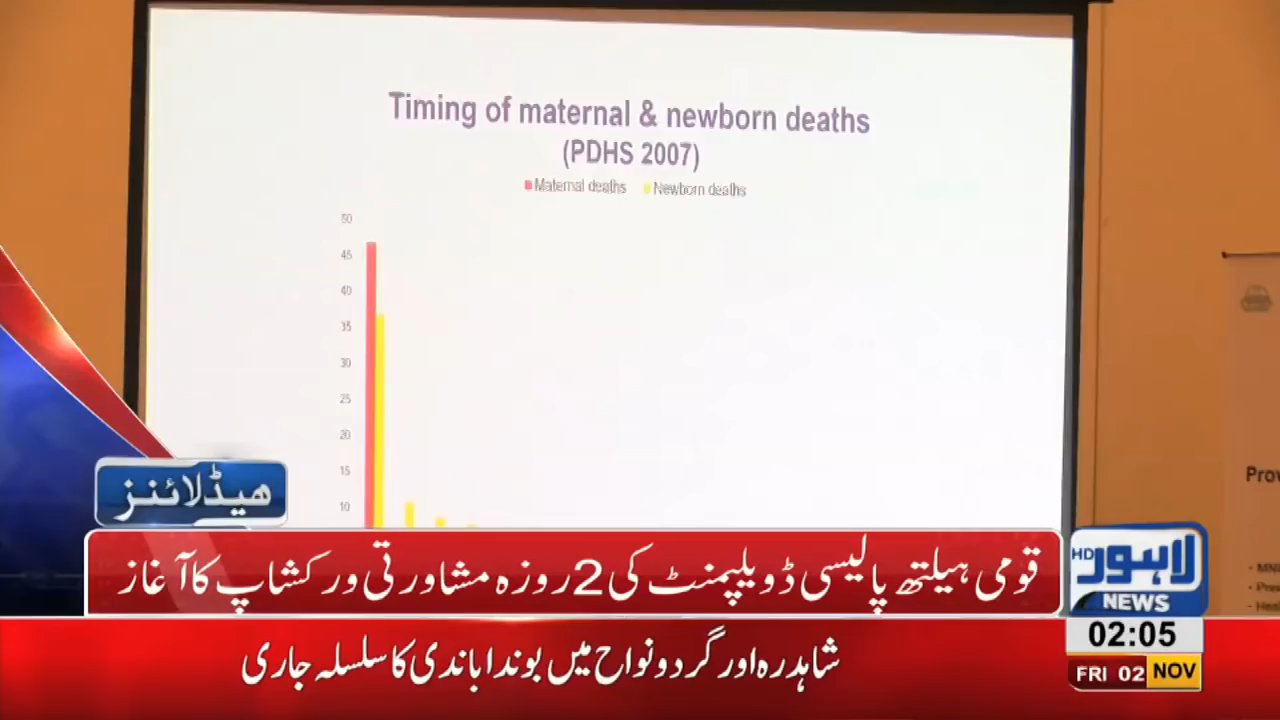 Timing of maternal & newborn deaths
(PDHS 2007)
Maternal deaths Newborn deaths
50
45
40
35
30
25
20
15
10
ھیڈلائنز
قومی ہیلتھ پالیسی ڈویلپمنٹ کی 2 روزہ مشاورتی ورکشاپ کا آغاز
شاہدرہ اور گردونواح میں بوندا باندی کا سلسلہ جاری
لاہور HD
NEWS
02:05
FRI 02 NOV